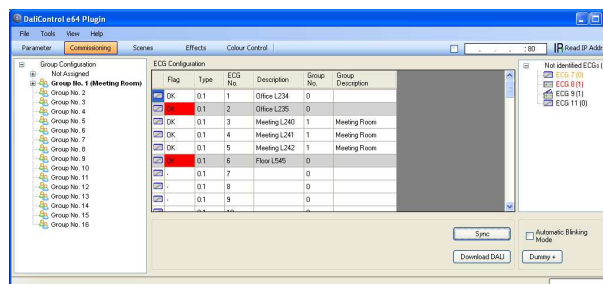 DaliControl e64 Plugin
File Tools View Help
Parameter Commissioning Scenes Effects Colour Control . . . :80 IP Read IP Addr
Group Configuration
Not Assigned
Group No. 1 (Meeting Room)
Group No. 2
Group No. 3
Group No. 4
Group No. 5
Group No. 6
Group No. 7
Group No. 8
Group No. 9
Group No. 10
Group No. 11
Group No. 12
Group No. 13
Group No. 14
Group No. 15
Group No. 16
ECG Configuration
Flag Type ECG No. Description Group No. Group Description
OK 0.1 1 Office L234 0
OK 0.1 2 Office L235 0
OK 0.1 3 Meeting L240 1 Meeting Room
OK 0.1 4 Meeting L241 1 Meeting Room
OK 0.1 5 Meeting L242 1 Meeting Room
OK 0.1 6 Floor L545 0
- 0.1 7 0
- 0.1 8 0
- 0.1 9 0
Sync
Download DALI
Not identified ECGs (
ECG 7 (0)
ECG 8 (1)
ECG 9 (1)
ECG 11 (0)
Automatic Blinking
Mode
Dummy +